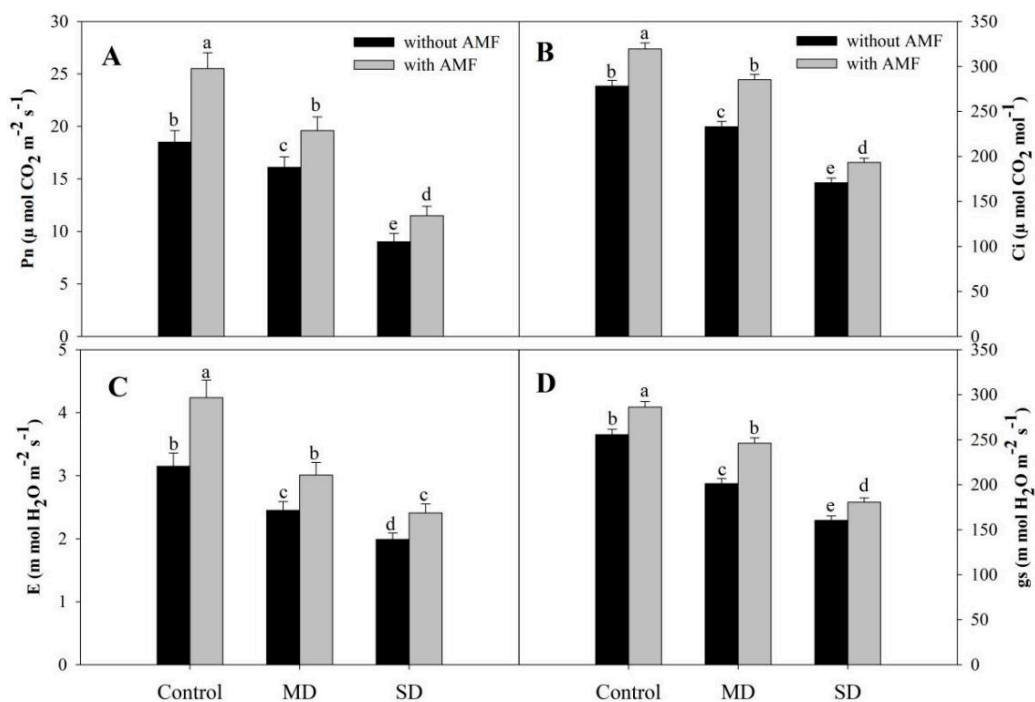 A
without AMF
with AMF
30
25
20
15
10
5
0
Pn (µ mol CO2 m-2 s-1)
b
a
c
b
e
d
B
without AMF
with AMF
350
300
250
200
150
100
50
0
Ci (µ mol CO2 mol-1)
b
a
c
b
e
d
C
5
4
3
2
1
0
E (m mol H2O m-2 s-1)
b
a
c
b
d
c
Control MD SD
D
350
300
250
200
150
100
50
0
gs (m mol H2O m-2 s-1)
b
a
c
b
e
d
Control MD SD